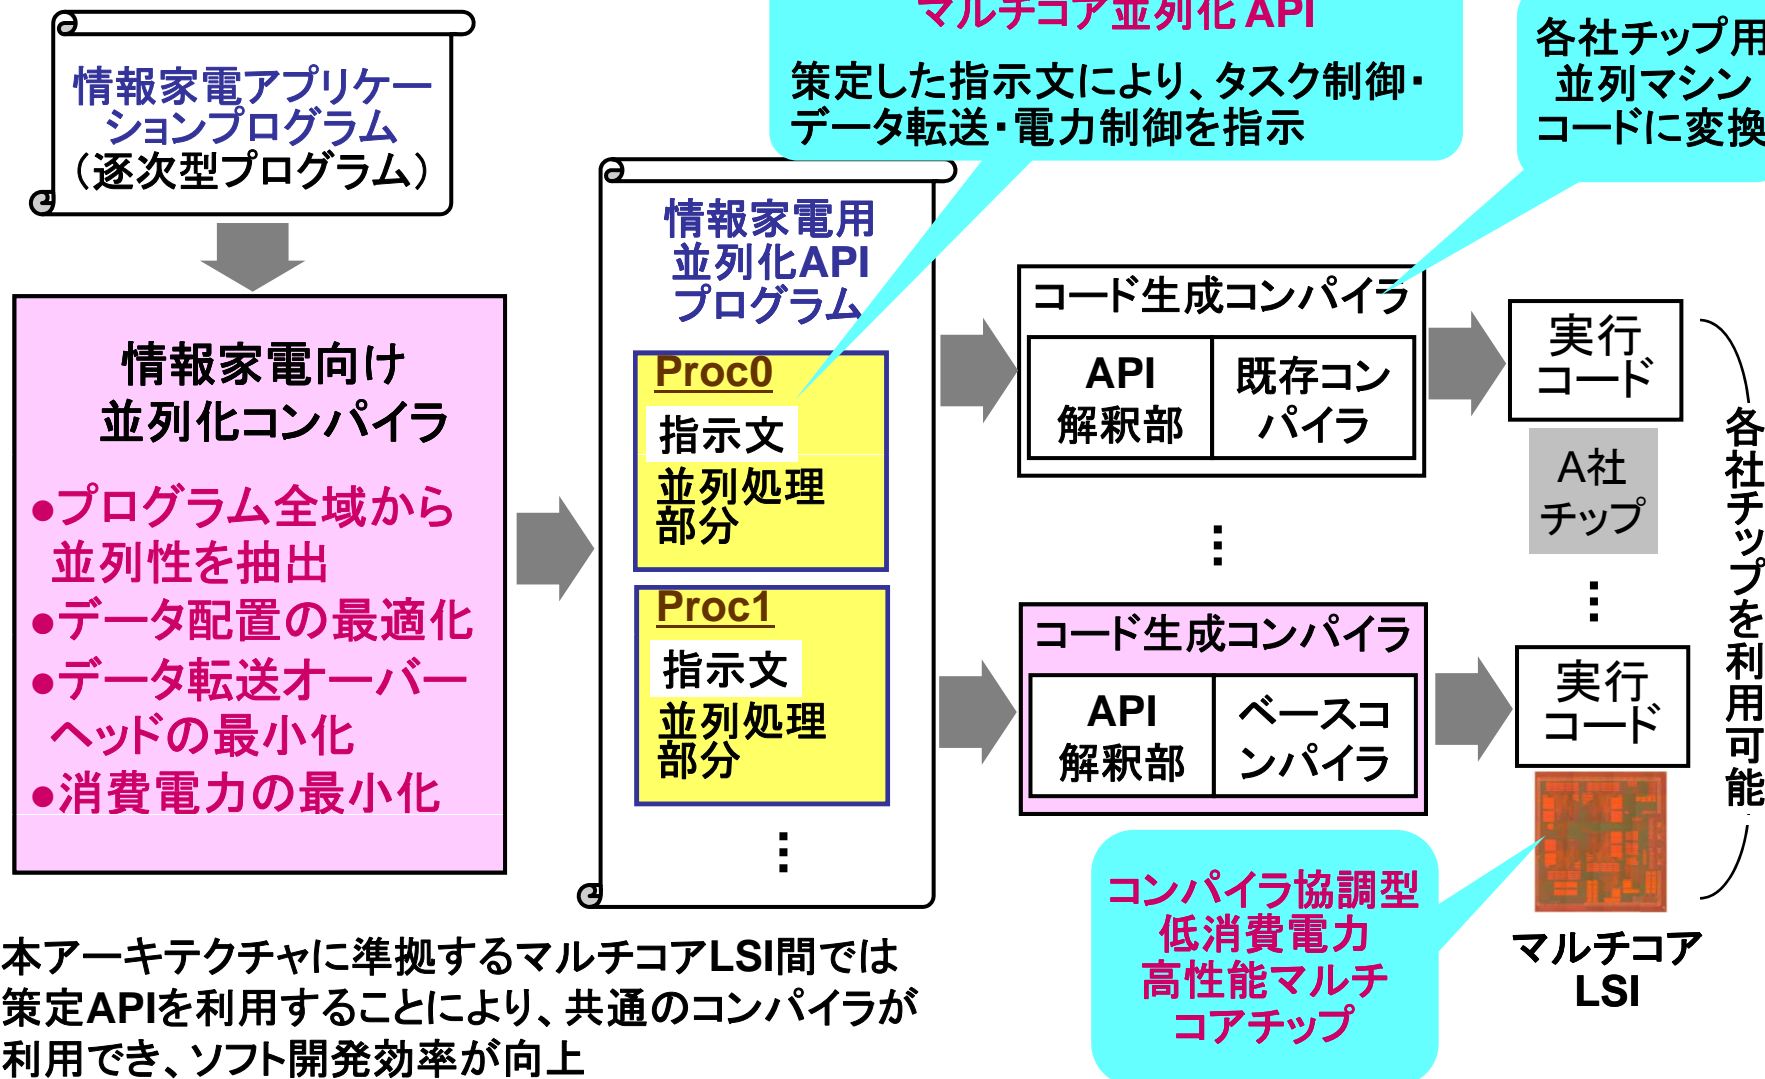 情報家電アプリケー
ションプログラム
（逐次型プログラム）
マルチコア並列化 API
策定した指示文により、タスク制御・
データ転送・電力制御を指示
各社チップ用
並列マシン
コードに変換
情報家電向け
並列化コンパイラ
●プログラム全域から
並列性を抽出
●データ配置の最適化
●データ転送オーバー
ヘッドの最小化
●消費電力の最小化
情報家電用
並列化API
プログラム
Proc0
指示文
並列処理
部分
Proc1
指示文
並列処理
部分
⋮
コード生成コンパイラ
API
解釈部
既存コン
パイラ
⋮
コード生成コンパイラ
API
解釈部
ベースコ
ンパイラ
実行
コード
A社
チップ
⋮
実行
コード
マルチコア
LSI
各社チップを利用可能
コンパイラ協調型
低消費電力
高性能マルチ
コアチップ
本アーキテクチャに準拠するマルチコアLSI間では
策定APIを利用することにより、共通のコンパイラが
利用でき、ソフト開発効率が向上